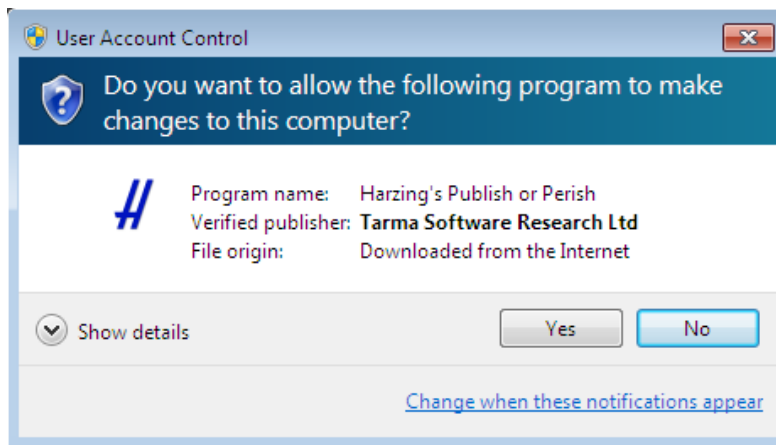 User Account Control
Do you want to allow the following program to make
changes to this computer?
Program name: Harzing's Publish or Perish
Verified publisher: Tarma Software Research Ltd
File origin: Downloaded from the Internet
Show details Yes No
Change when these notifications appear